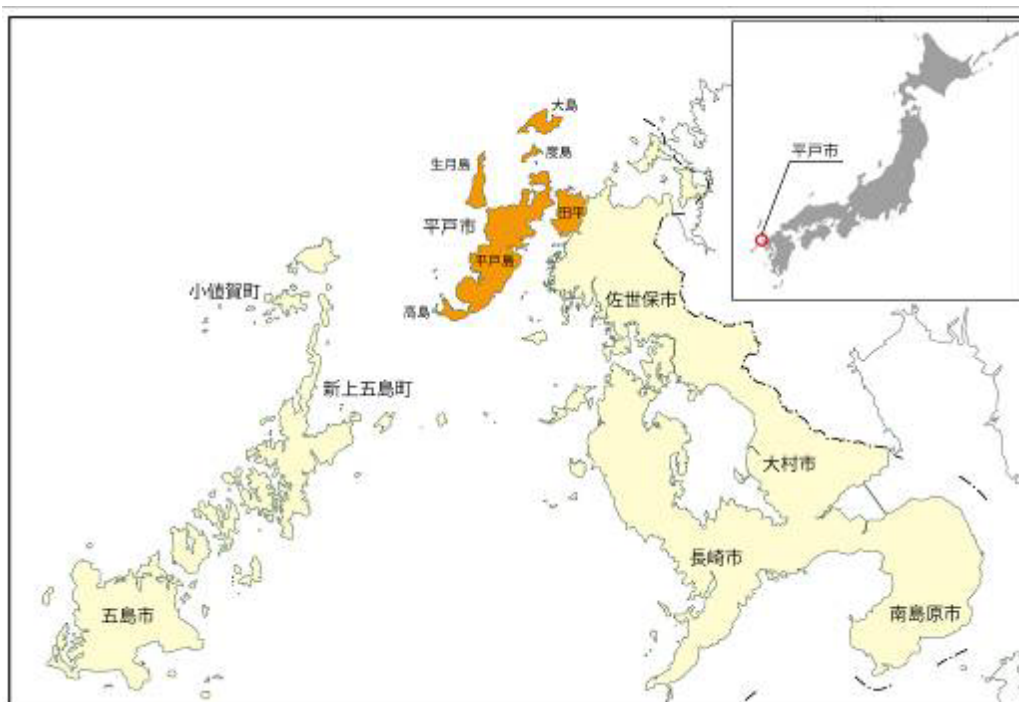 大島
度島
生月島
平戸市
田平
平戸市
平戸島
小値賀町
高島
佐世保市
新上五島町
大村市
長崎市
五島市
南島原市